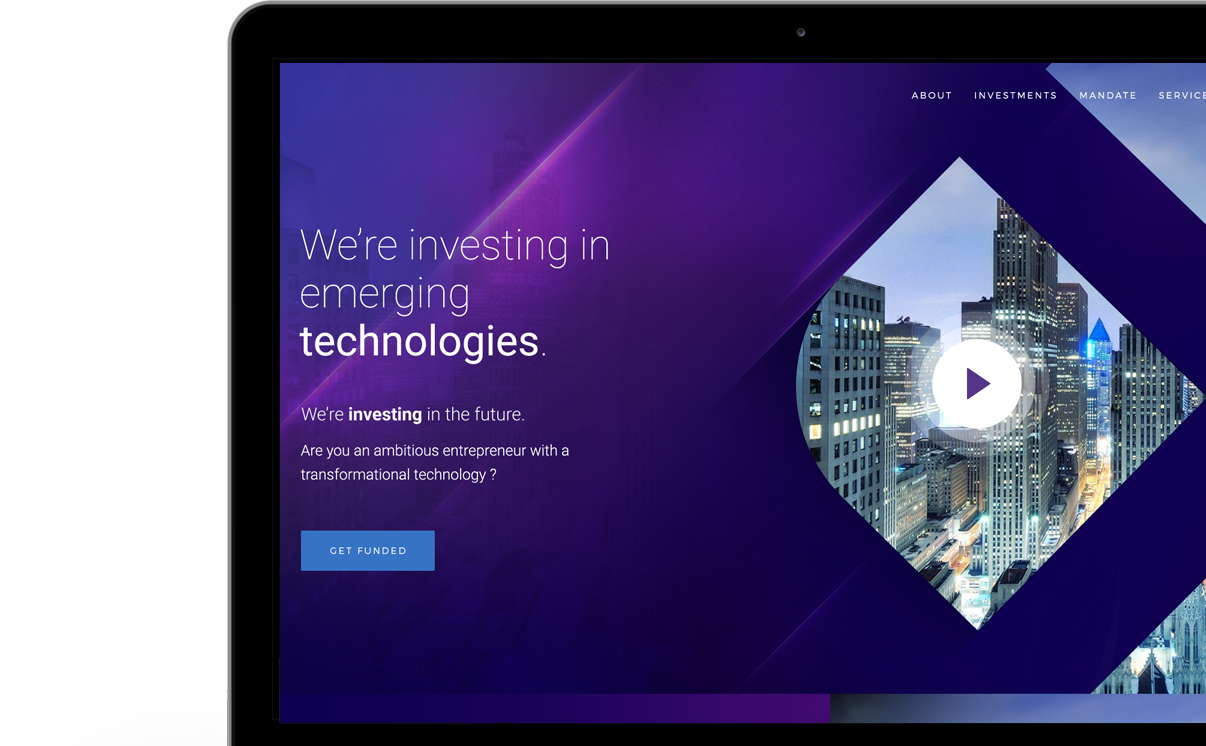 ABOUT INVESTMENTS MANDATE SERVICE
We’re investing in
emerging
technologies.
We’re investing in the future.
Are you an ambitious entrepreneur with a
transformational technology ?
GET FUNDED